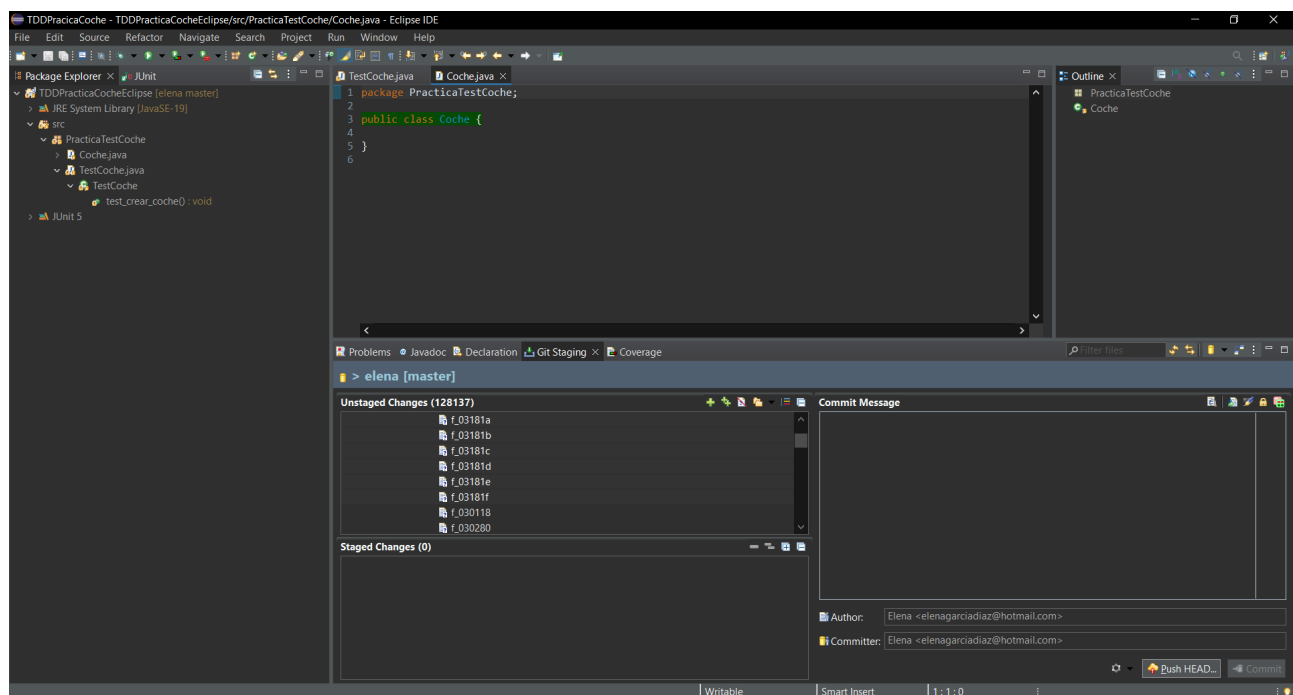 TDDPracicaCoche - TDDPracticaCocheEclipse/src/PracticaTestCoche/Coche.java - Eclipse IDE
File Edit Source Refactor Navigate Search Project Run Window Help
Package Explorer JUnit
TDDPracticaCocheEclipse [elena master]
JRE System Library [JavaSE-19]
src
PracticaTestCoche
Coche.java
TestCoche.java
TestCoche
test_crear_coche() : void
JUnit 5
TestCoche.java Coche.java
1 package PracticaTestCoche;
2
3 public class Coche {
4
5 }
6
Outline
PracticaTestCoche
Coche
Problems Javadoc Declaration Git Staging Coverage
Filter files
> elena [master]
Unstaged Changes (128137)
f_03181a
f_03181b
f_03181c
f_03181d
f_03181e
f_03181f
f_030118
f_030280
Staged Changes (0)
Commit Message
Author: Elena <elenagarciadiaz@hotmail.com>
Committer: Elena <elenagarciadiaz@hotmail.com>
Push HEAD... Commit
Writable Smart Insert 1 : 1 : 0